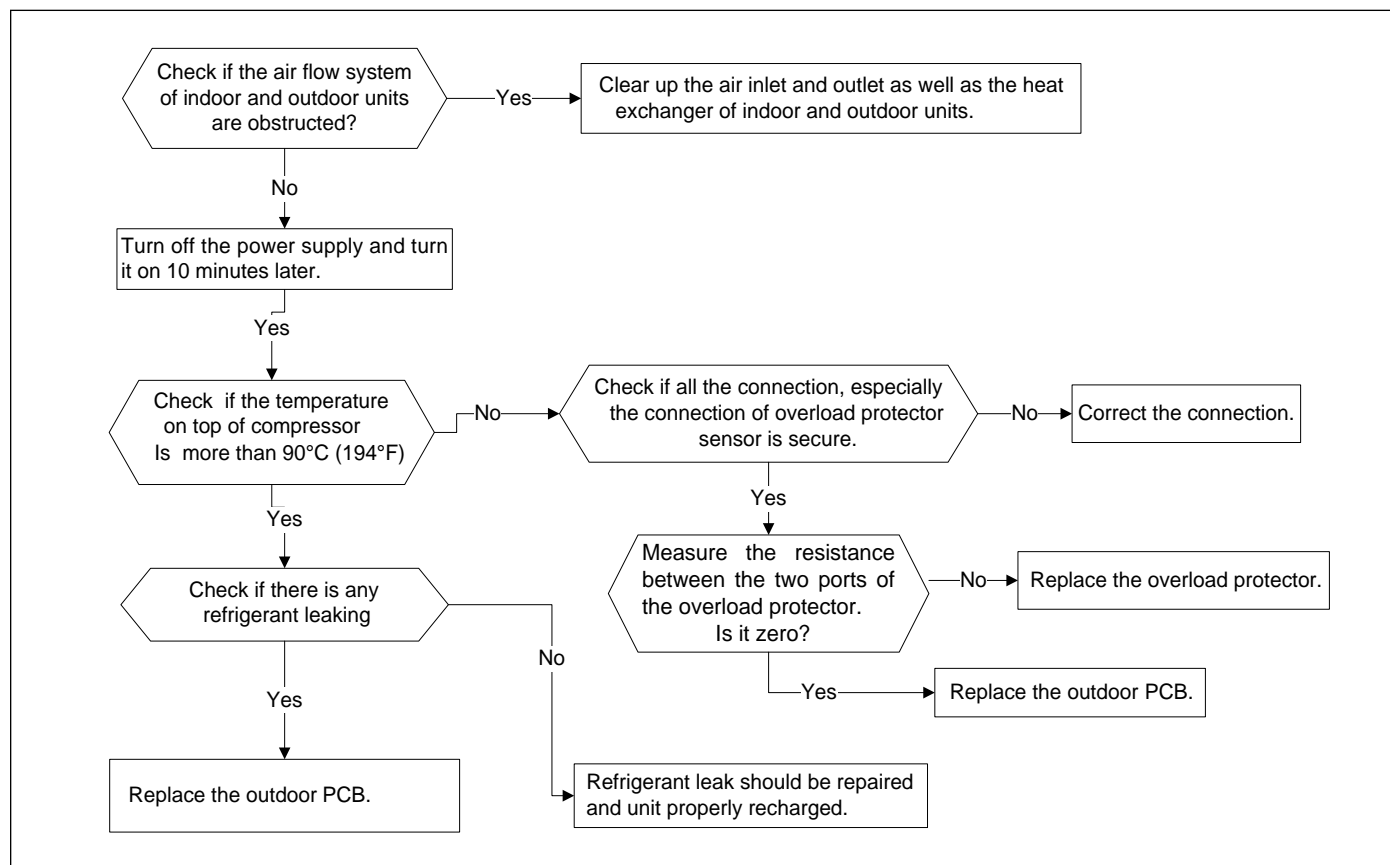 Check if the air flow system
of indoor and outdoor units
are obstructed?
Yes
Clear up the air inlet and outlet as well as the heat
exchanger of indoor and outdoor units.
No
Turn off the power supply and turn
it on 10 minutes later.
Yes
Check if the temperature
on top of compressor
Is more than 90°C (194°F)
No
Check if all the connection, especially
the connection of overload protector
sensor is secure.
No
Correct the connection.
Yes
Yes
Measure the resistance
between the two ports of
the overload protector.
Is it zero?
No
Replace the overload protector.
Check if there is any
refrigerant leaking
No
Yes
Replace the outdoor PCB.
Yes
Replace the outdoor PCB.
Refrigerant leak should be repaired
and unit properly recharged.